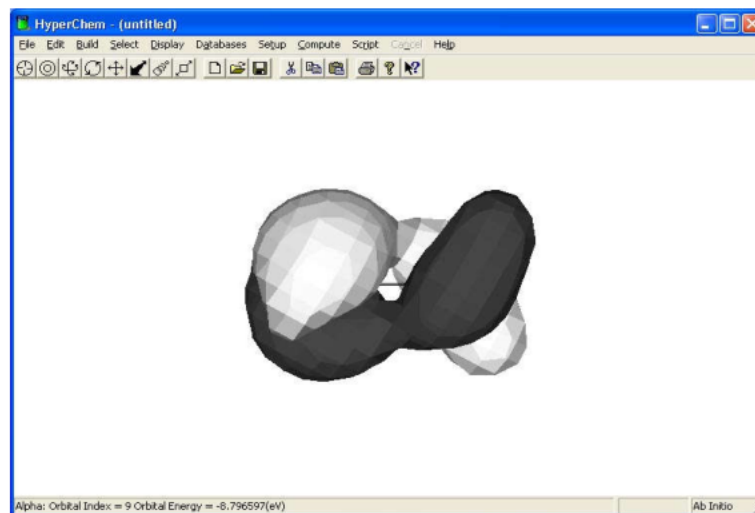 HyperChem - (untitled)
File Edit Build Select Display Databases Setup Compute Script Cancel Help
Alpha: Orbital Index = 9 Orbital Energy = -8.796597(eV) Ab Initio